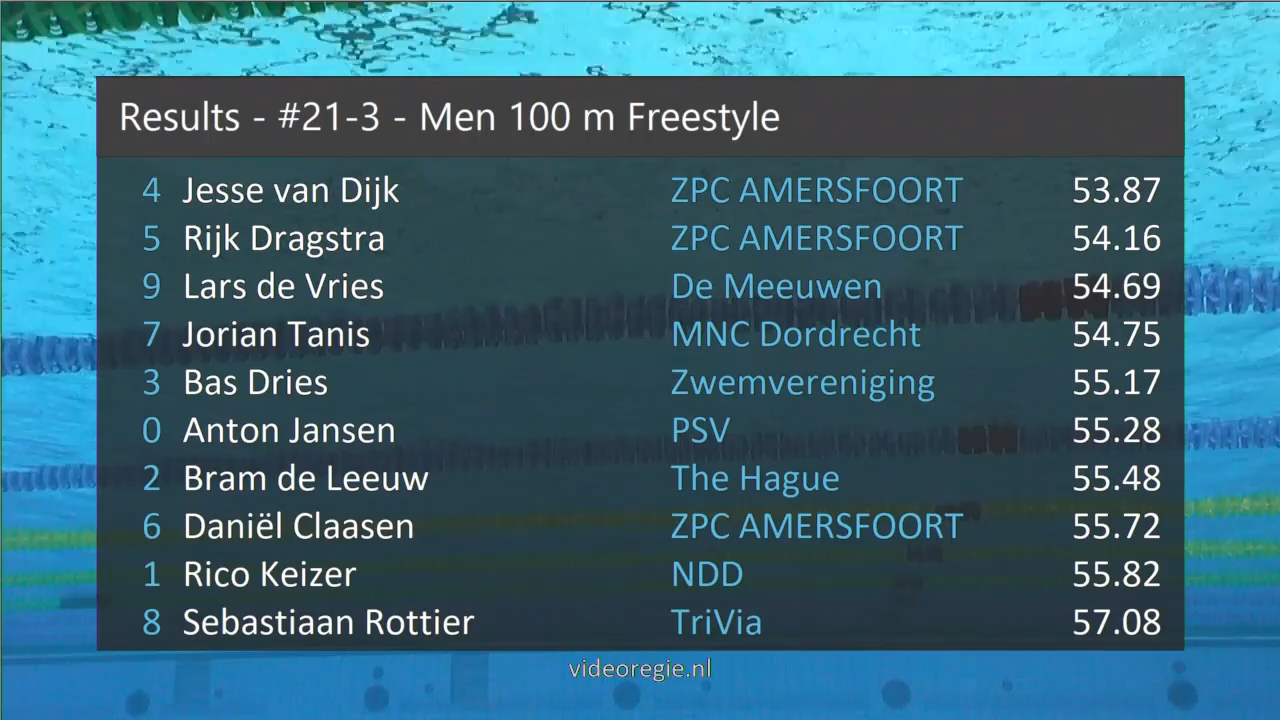 Results - #21-3 - Men 100 m Freestyle
4 Jesse van Dijk ZPC AMERSFOORT 53.87
5 Rijk Dragstra ZPC AMERSFOORT 54.16
9 Lars de Vries De Meeuwen 54.69
7 Jorian Tanis MNC Dordrecht 54.75
3 Bas Dries Zwemvereniging 55.17
0 Anton Jansen PSV 55.28
2 Bram de Leeuw The Hague 55.48
6 Daniël Claasen ZPC AMERSFOORT 55.72
1 Rico Keizer NDD 55.82
8 Sebastiaan Rottier TriVia 57.08
videoregie.nl